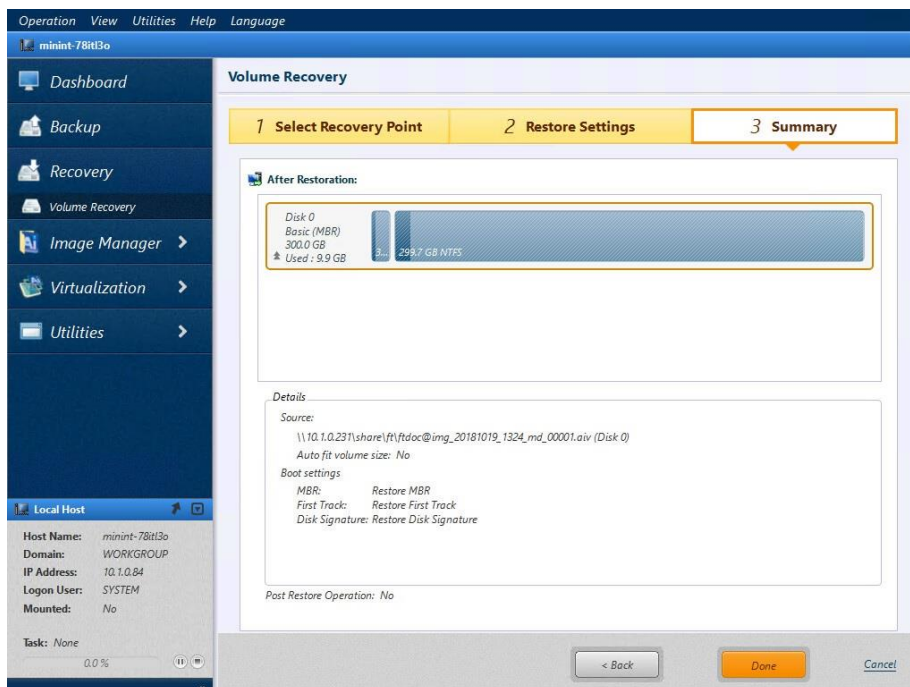 Operation View Utilities Help Language
minint-78itl3o
Dashboard
Backup
Recovery
Volume Recovery
Image Manager
Virtualization
Utilities
Local Host
Host Name: minint-78itl3o
Domain: WORKGROUP
IP Address: 10.1.0.84
Logon User: SYSTEM
Mounted: No
Task: None
0.0 %
Volume Recovery
1 Select Recovery Point
2 Restore Settings
3 Summary
After Restoration:
Disk 0
Basic (MBR)
300.0 GB
Used : 9.9 GB
3...
299.7 GB NTFS
Details
Source:
\\10.1.0.231\share\ft\ftdoc@img_20181019_1324_md_00001.aiv (Disk 0)
Auto fit volume size: No
Boot settings
MBR: Restore MBR
First Track: Restore First Track
Disk Signature: Restore Disk Signature
Post Restore Operation: No
< Back
Done
Cancel